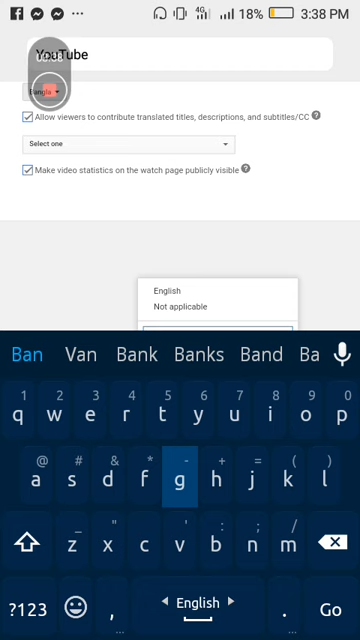 4G 18% 3:38 PM
YouTube
Bangla
Allow viewers to contribute translated titles, descriptions, and subtitles/CC ?
Select one
Make video statistics on the watch page publicly visible ?
English
Not applicable
Ban Van Bank Banks Band Ba
1 2 3 4 5 6 7 8 9 0
q w e r t y u i o p
@ # & * - + = ( )
a s d f g h j k l
_ " ' : ; /
z x c v b n m
?123 , English . Go